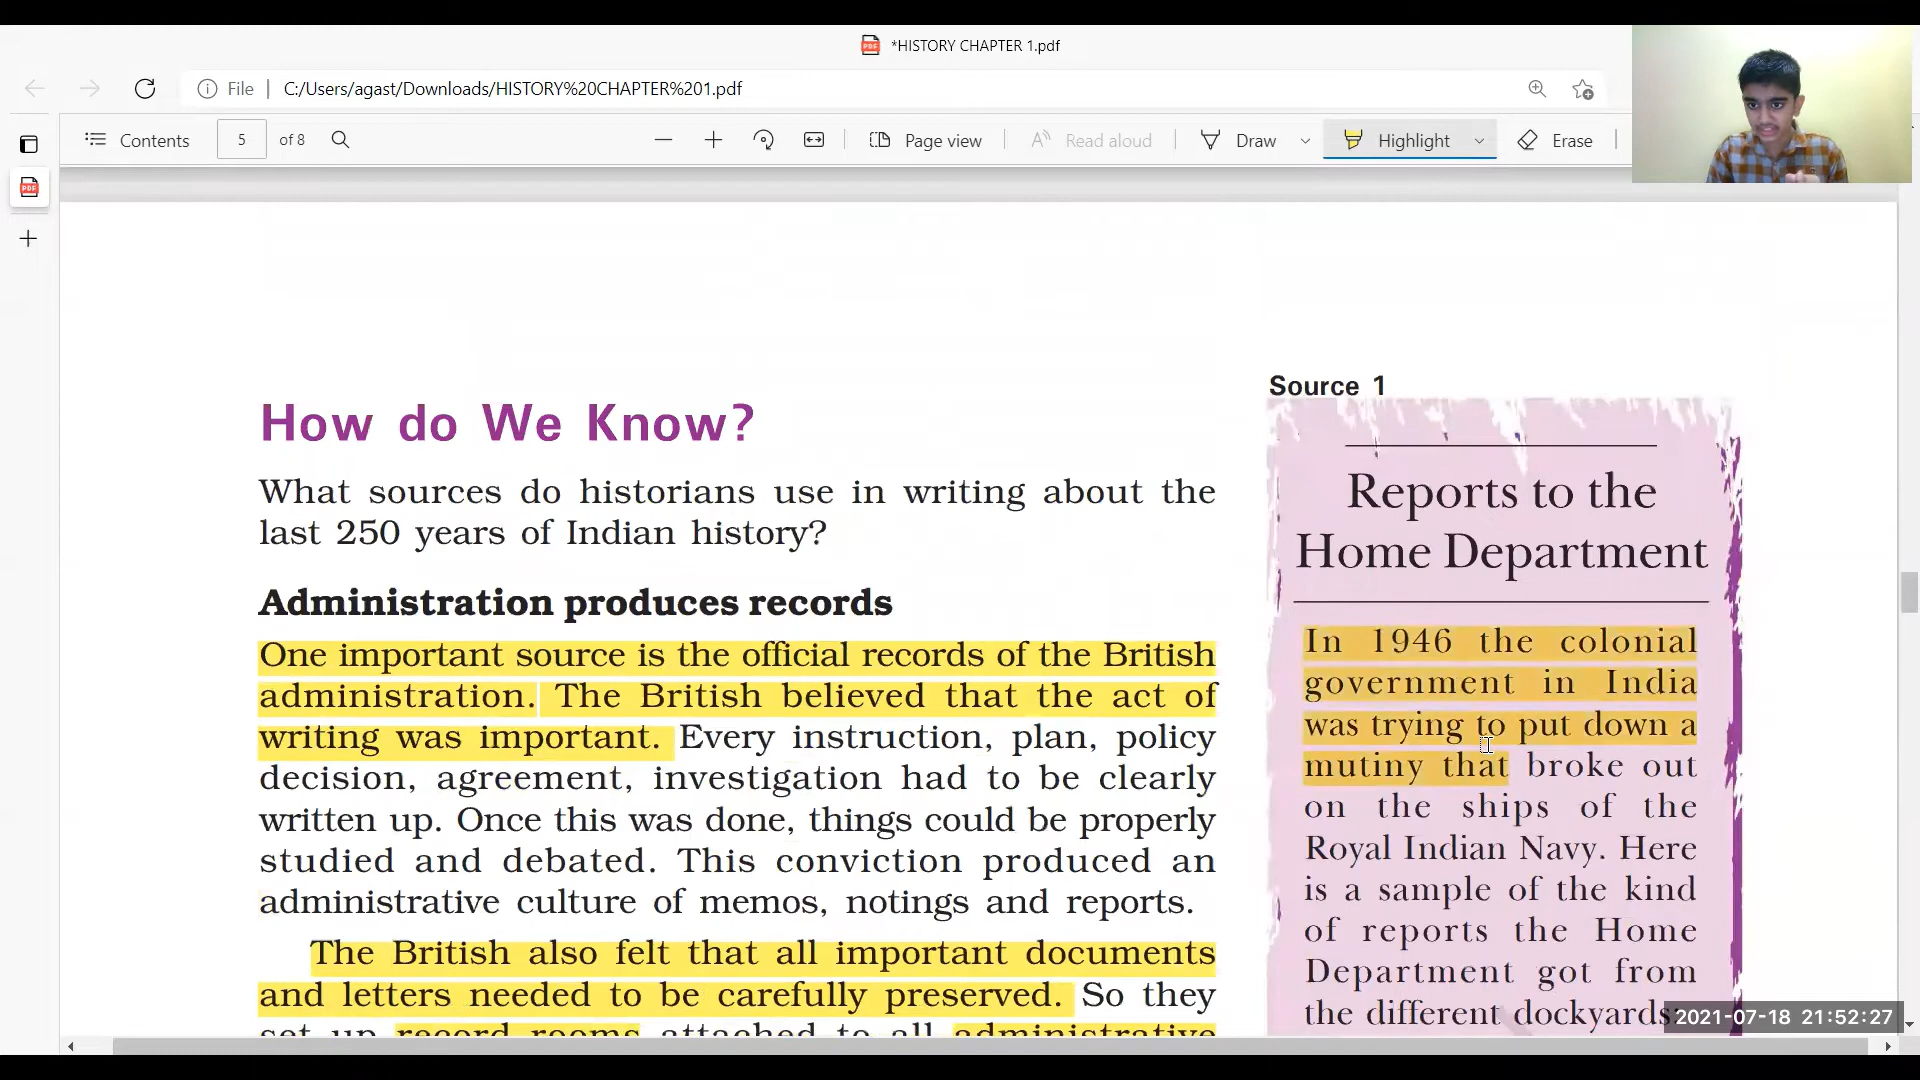 *HISTORY CHAPTER 1.pdf
File | C:/Users/agast/Downloads/HISTORY%20CHAPTER%201.pdf
Contents 5 of 8 Page view Read aloud Draw Highlight Erase
How do We Know?
What sources do historians use in writing about the
last 250 years of Indian history?
Administration produces records
One important source is the official records of the British
administration. The British believed that the act of
writing was important. Every instruction, plan, policy
decision, agreement, investigation had to be clearly
written up. Once this was done, things could be properly
studied and debated. This conviction produced an
administrative culture of memos, notings and reports.
The British also felt that all important documents
and letters needed to be carefully preserved. So they
set up record rooms attached to all administrative
Source 1
Reports to the
Home Department
In 1946 the colonial
government in India
was trying to put down a
mutiny that broke out
on the ships of the
Royal Indian Navy. Here
is a sample of the kind
of reports the Home
Department got from
the different dockyards:
2021-07-18 21:52:27